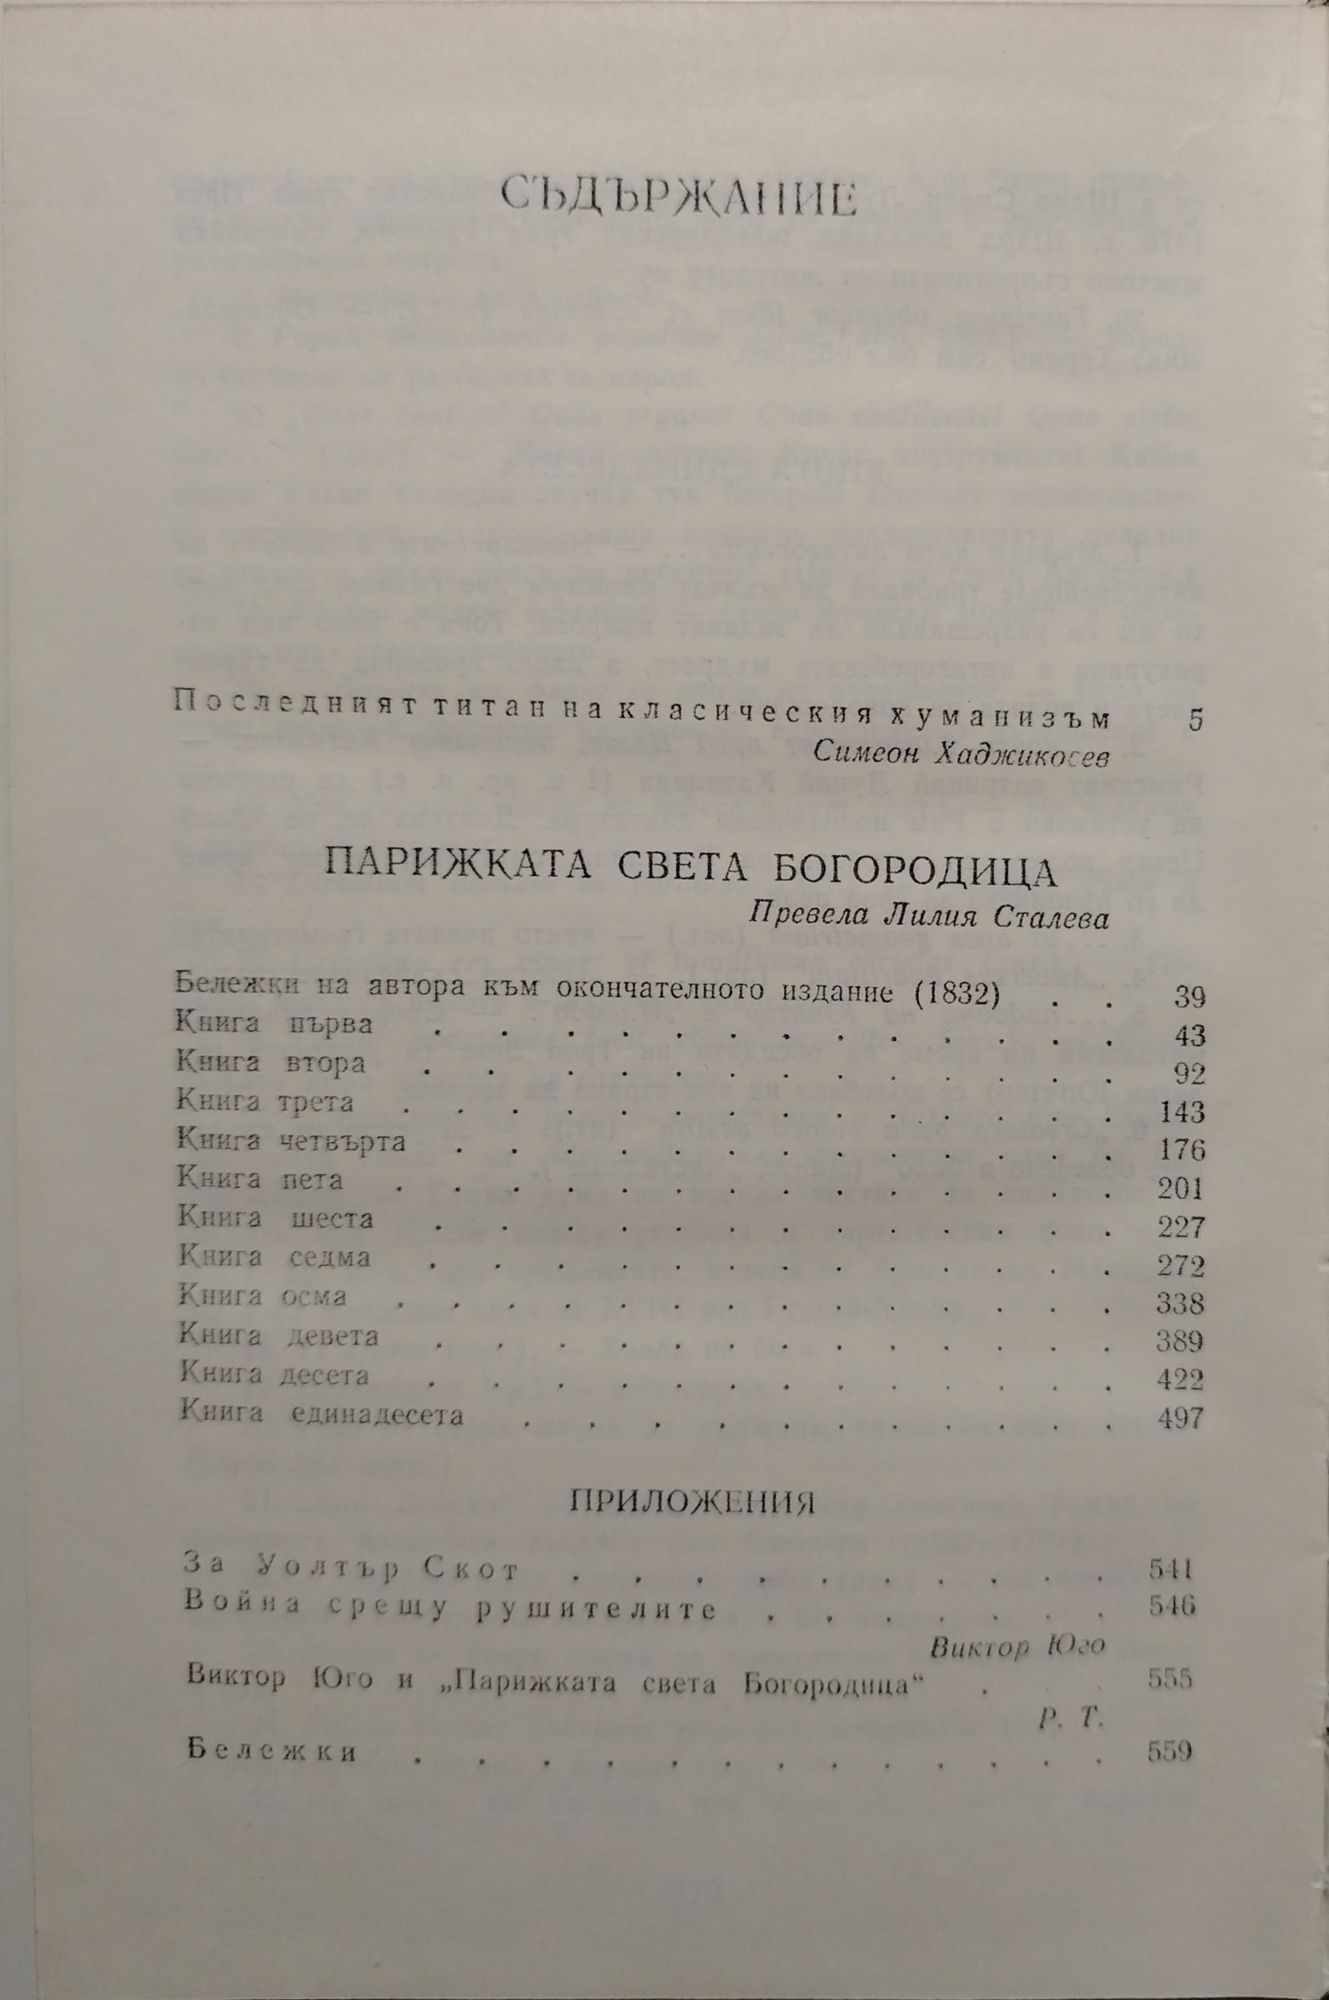 СЪДЪРЖАНИЕ
Последният титан на класическия хуманизъм 5
Симеон Хаджикосев
ПАРИЖКАТА СВЕТА БОГОРОДИЦА
Превела Лилия Сталева
Бележки на автора към окончателното издание (1832) . . 39
Книга първа . . . . . . . . . . . . 43
Книга втора . . . . . . . . . . . . 92
Книга трета . . . . . . . . . . . . . 143
Книга четвърта . . . . . . . . . . . . 176
Книга пета . . . . . . . . . . . . . 201
Книга шеста . . . . . . . . . . . . 227
Книга седма . . . . . . . . . . . . 272
Книга осма . . . . . . . . . . . . . 338
Книга девета . . . . . . . . . . . . 389
Книга десета . . . . . . . . . . . . 422
Книга единадесета . . . . . . . . . . 497
ПРИЛОЖЕНИЯ
За Уолтър Скот . . . . . . . . . 541
Война срещу рушителите . . . . . . 546
Виктор Юго
Виктор Юго и „Парижката света Богородица“ . . . 555
Р. Т.
Бележки . . . . . . . . . . . . 559